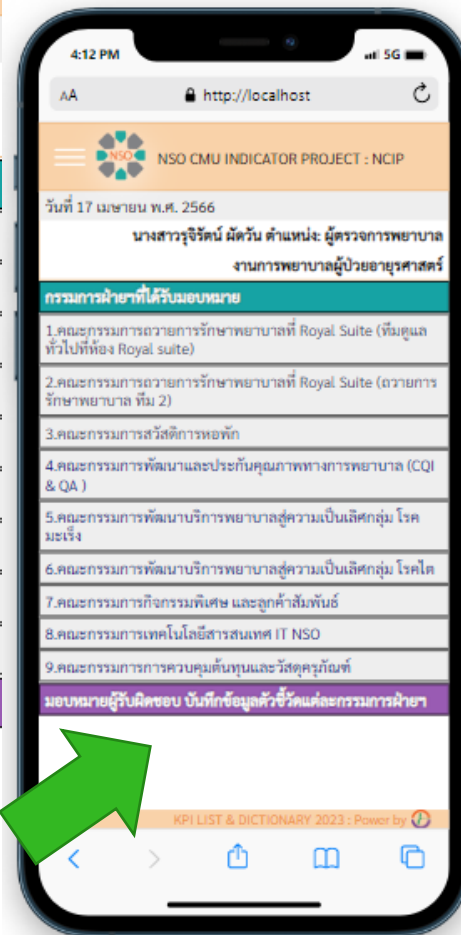 4:12 PM
5G
AA
http://localhost
NSO
NSO CMU INDICATOR PROJECT : NCIP
วันที่ 17 เมษายน พ.ศ. 2566
นางสาวรุจิรัตน์ ผัดวัน ตำแหน่ง: ผู้ตรวจการพยาบาล
งานการพยาบาลผู้ป่วยอายุรศาสตร์
กรรมการฝ่ายฯที่ได้รับมอบหมาย
1.คณะกรรมการถวายการรักษาพยาบาลที่ Royal Suite (ทีมดูแล
ทั่วไปที่ห้อง Royal suite)
2.คณะกรรมการถวายการรักษาพยาบาลที่ Royal Suite (ถวายการ
รักษาพยาบาล ทีม 2)
3.คณะกรรมการสวัสดิการหอพัก
4.คณะกรรมการพัฒนาและประกันคุณภาพทางการพยาบาล (CQI
& QA )
5.คณะกรรมการพัฒนาบริการพยาบาลสู่ความเป็นเลิศกลุ่ม โรค
มะเร็ง
6.คณะกรรมการพัฒนาบริการพยาบาลสู่ความเป็นเลิศกลุ่ม โรคไต
7.คณะกรรมการกิจกรรมพิเศษ และลูกค้าสัมพันธ์
8.คณะกรรมการเทคโนโลยีสารสนเทศ IT NSO
9.คณะกรรมการการควบคุมต้นทุนและวัสดุครุภัณฑ์
มอบหมายผู้รับผิดชอบ บันทึกข้อมูลตัวชี้วัดแต่ละกรรมการฝ่ายฯ
KPI LIST & DICTIONARY 2023 : Power by